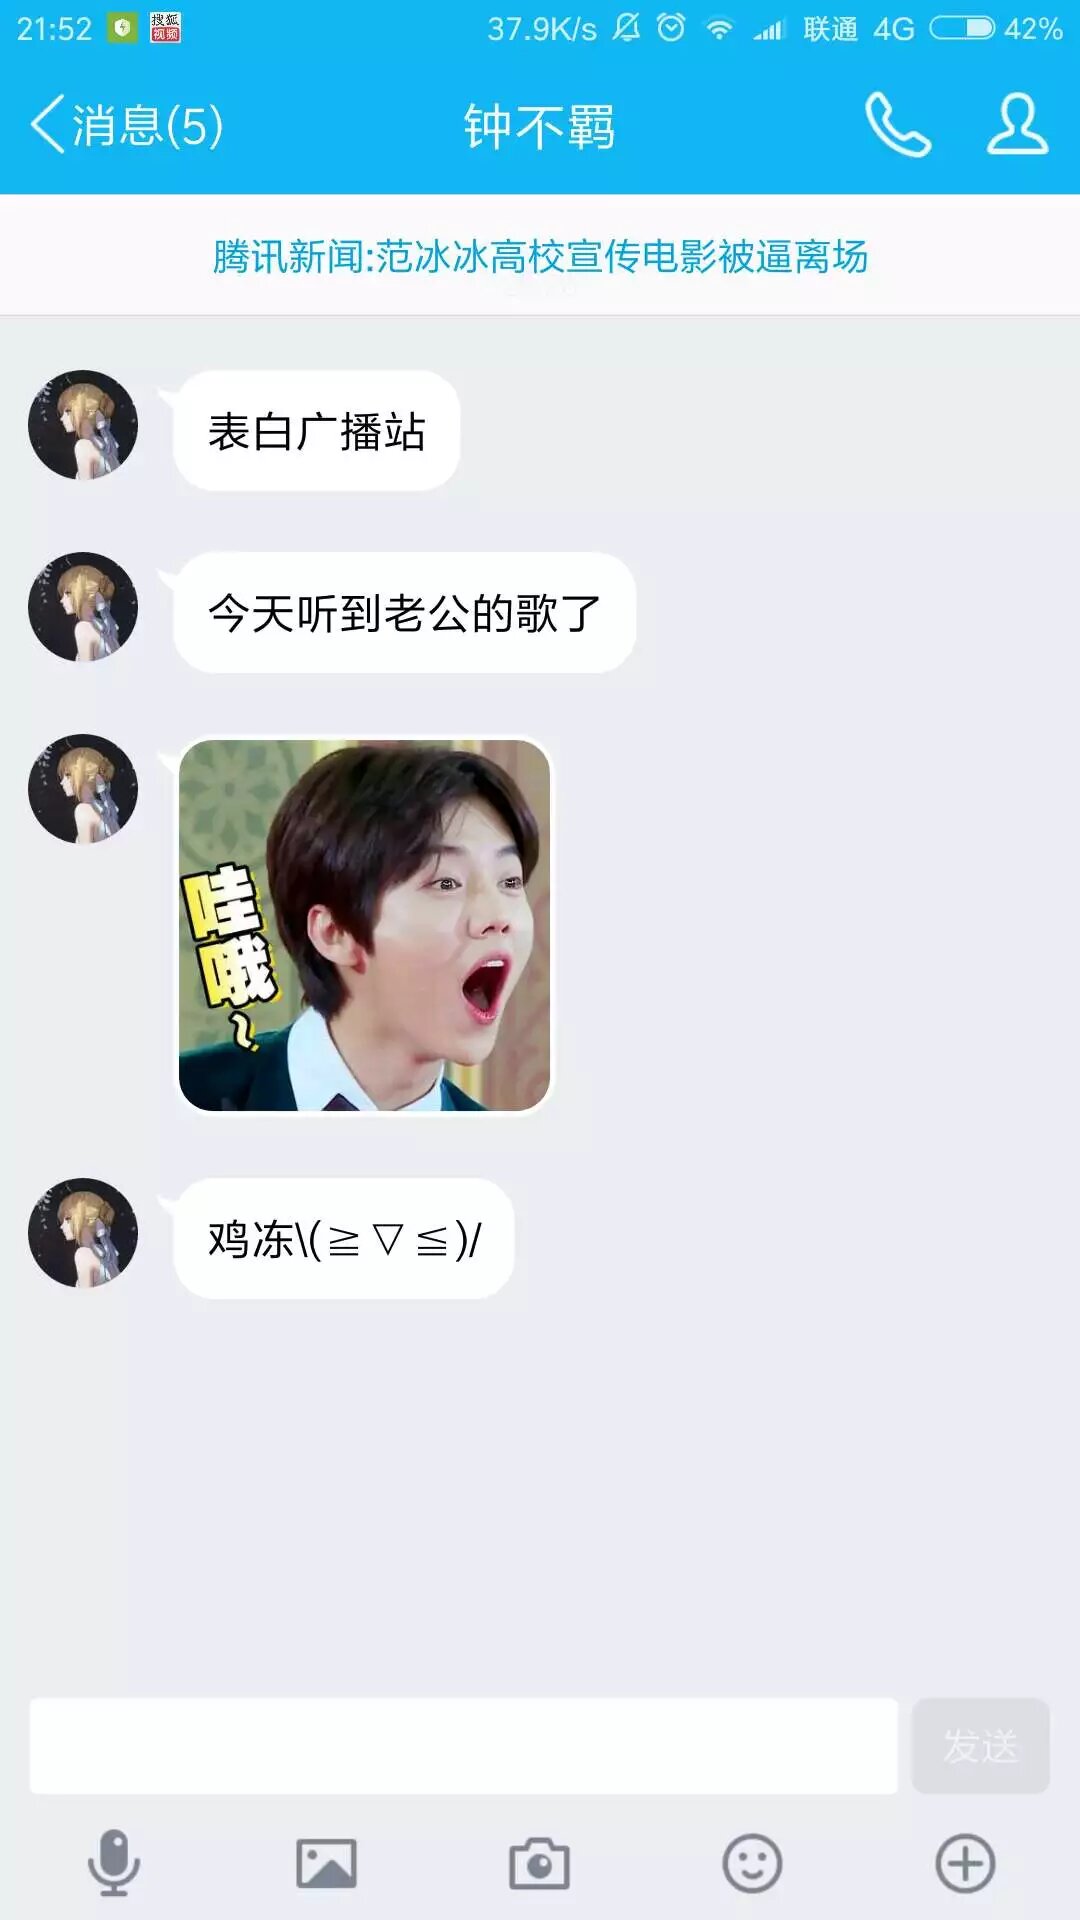 21:52 搜狐视频 37.9K/s 联通 4G 42%
消息(5) 钟不羁
腾讯新闻:范冰冰高校宣传电影被逼离场
表白广播站
今天听到老公的歌了
哇哦~
鸡冻\(≧▽≦)/
发送